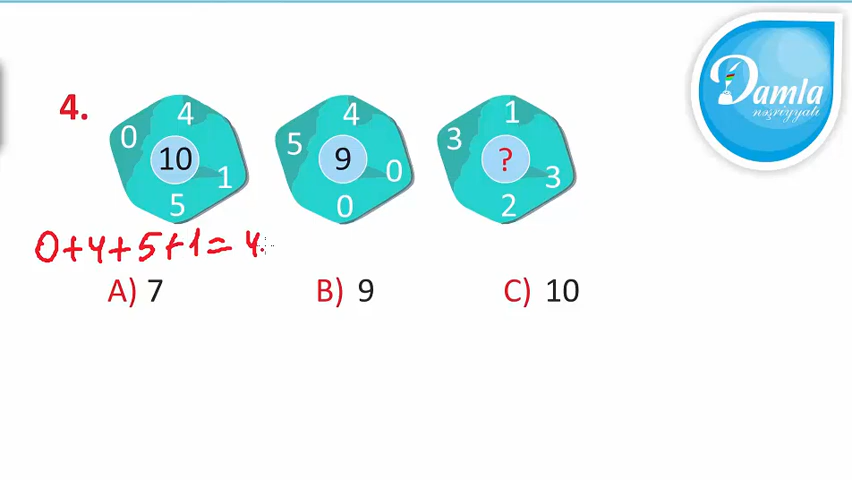 4.
0 4 10 1 5
5 4 9 0 0
3 1 ? 3 2
0+4+5+1=4
A) 7 B) 9 C) 10
Damla
nəşriyyatı